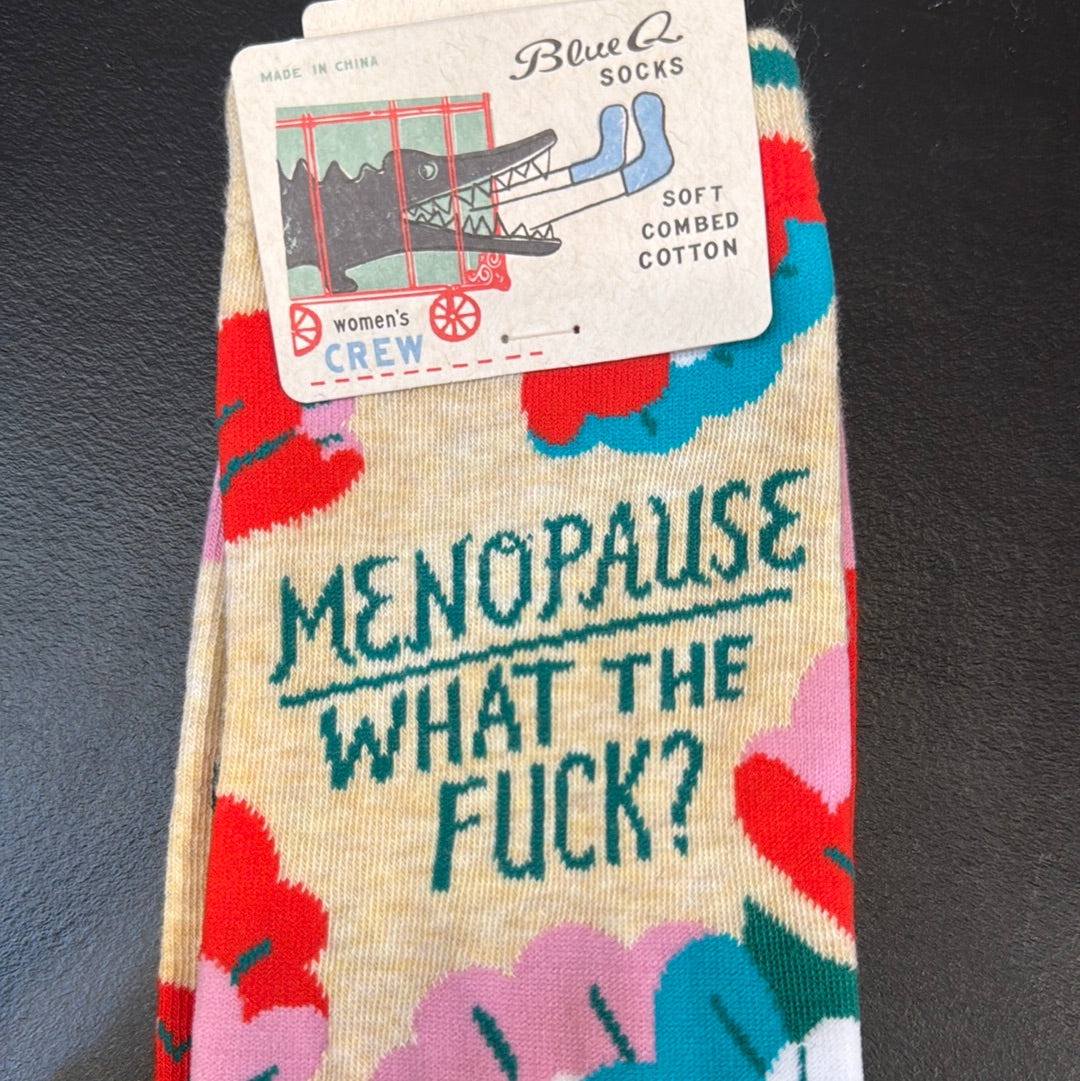 MADE IN CHINA
Blue Q
SOCKS
SOFT
COMBED
COTTON
women's
CREW
MENOPAUSE
WHAT THE
FUCK?